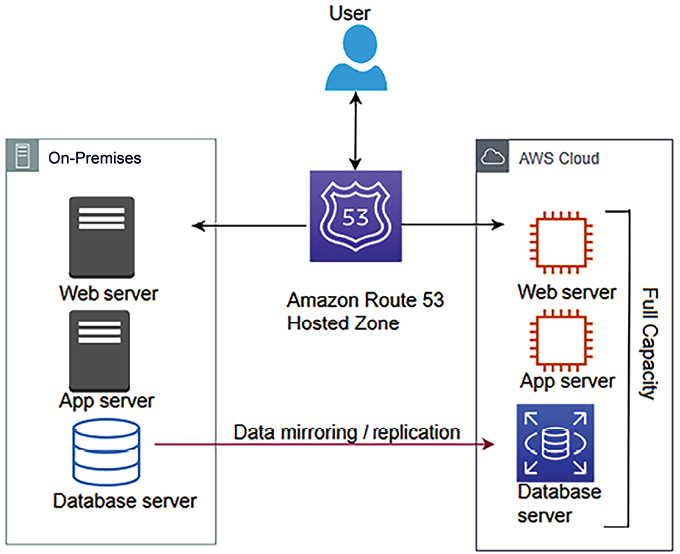 User
On-Premises
AWS Cloud
53
Web server
Web server
Amazon Route 53
Hosted Zone
Full Capacity
App server
App server
Data mirroring / replication
Database server
Database
server